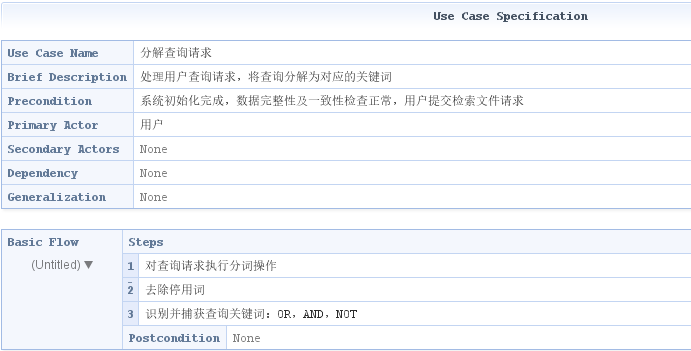 Use Case Specification
Use Case Name 分解查询请求
Brief Description 处理用户查询请求，将查询分解为对应的关键词
Precondition 系统初始化完成，数据完整性及一致性检查正常，用户提交检索文件请求
Primary Actor 用户
Secondary Actors None
Dependency None
Generalization None
Basic Flow Steps
(Untitled) ▼ 1 对查询请求执行分词操作
2 去除停用词
3 识别并捕获查询关键词：OR，AND，NOT
Postcondition None